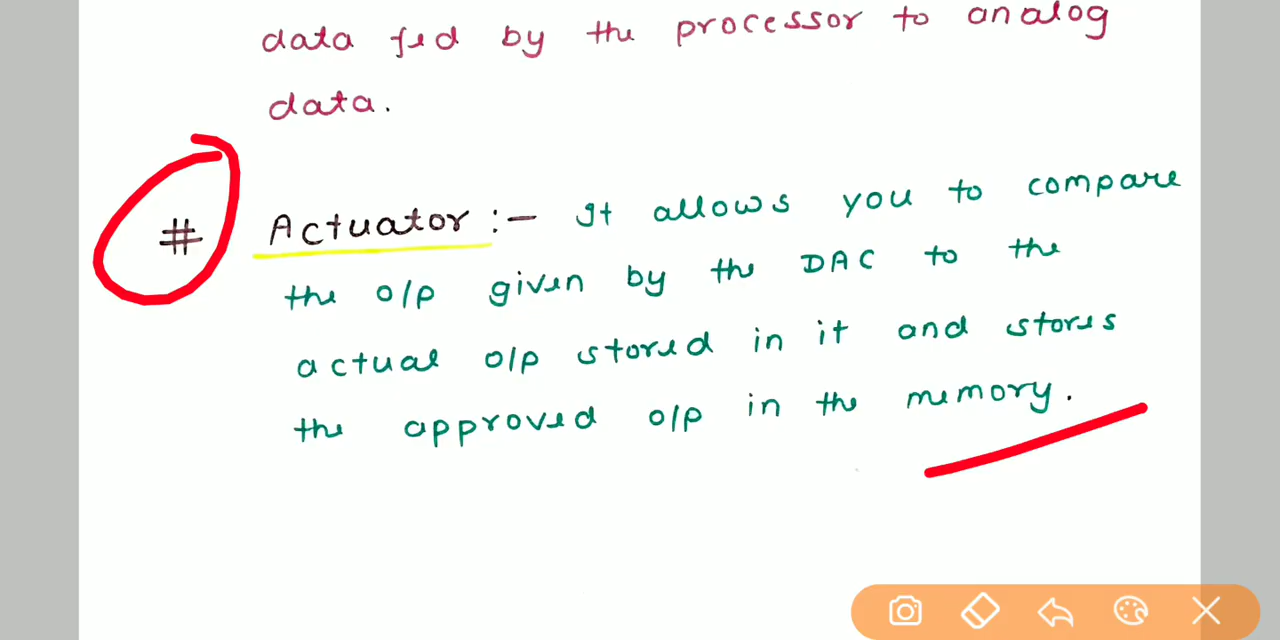 data fed by the processor to analog
data.
# Actuator :- It allows you to compare
the o/p given by the DAC to the
actual o/p stored in it and stores
the approved o/p in the memory.